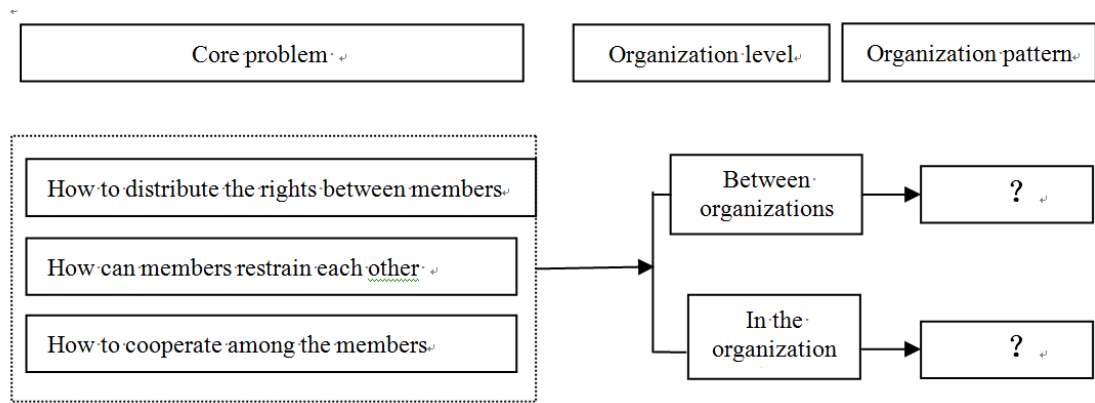 Core problem
Organization level
Organization pattern
How to distribute the rights between members
How can members restrain each other
How to cooperate among the members
Between
organizations
?
In the
organization
?